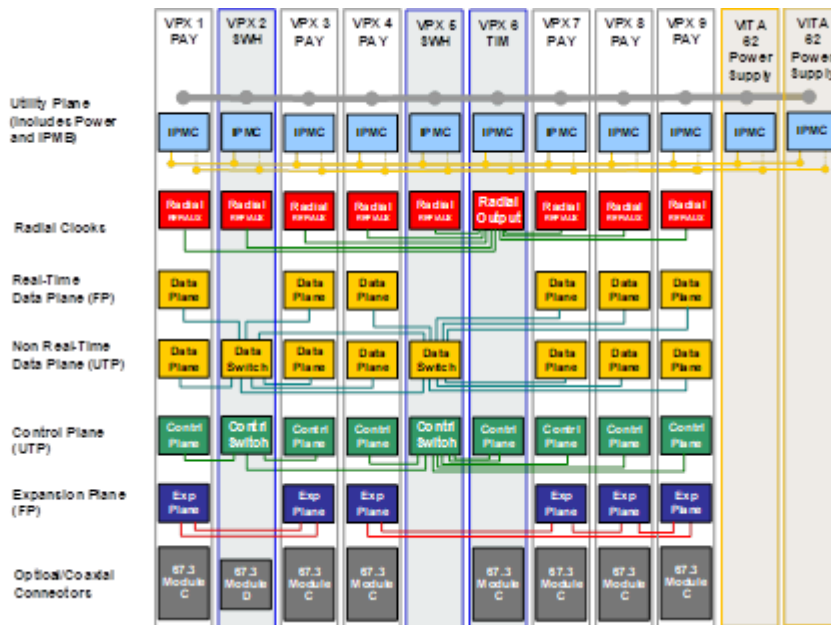 VPX 1 PAY
VPX 2 SWH
VPX 3 PAY
VPX 4 PAY
VPX 5 SWH
VPX 6 TIM
VPX 7 PAY
VPX 8 PAY
VPX 9 PAY
VITA 62 Power Supply
VITA 62 Power Supply
Utility Plane
(Includes Power
and IPMB)
IPMC IPMC IPMC IPMC IPMC IPMC IPMC IPMC IPMC IPMC IPMC
Radial Clocks
Radial
Radial
Radial
Radial
Radial
Radial Output
Radial
Radial
Radial
Real-Time
Data Plane (FP)
Data Plane
Data Plane
Data Plane
Data Plane
Data Plane
Data Plane
Non Real-Time
Data Plane (UTP)
Data Plane
Data Switch
Data Plane
Data Plane
Data Switch
Data Plane
Data Plane
Data Plane
Control Plane
(UTP)
Contrl Plane
Contrl Switch
Contrl Plane
Contrl Plane
Contrl Switch
Contrl Plane
Contrl Plane
Contrl Plane
Contrl Plane
Expansion Plane
(FP)
Exp Plane
Exp Plane
Exp Plane
Exp Plane
Exp Plane
Exp Plane
Optical/Coaxial
Connectors
67.3 Module C
67.3 Module D
67.3 Module C
67.3 Module C
67.3 Module C
67.3 Module C
67.3 Module C
67.3 Module C